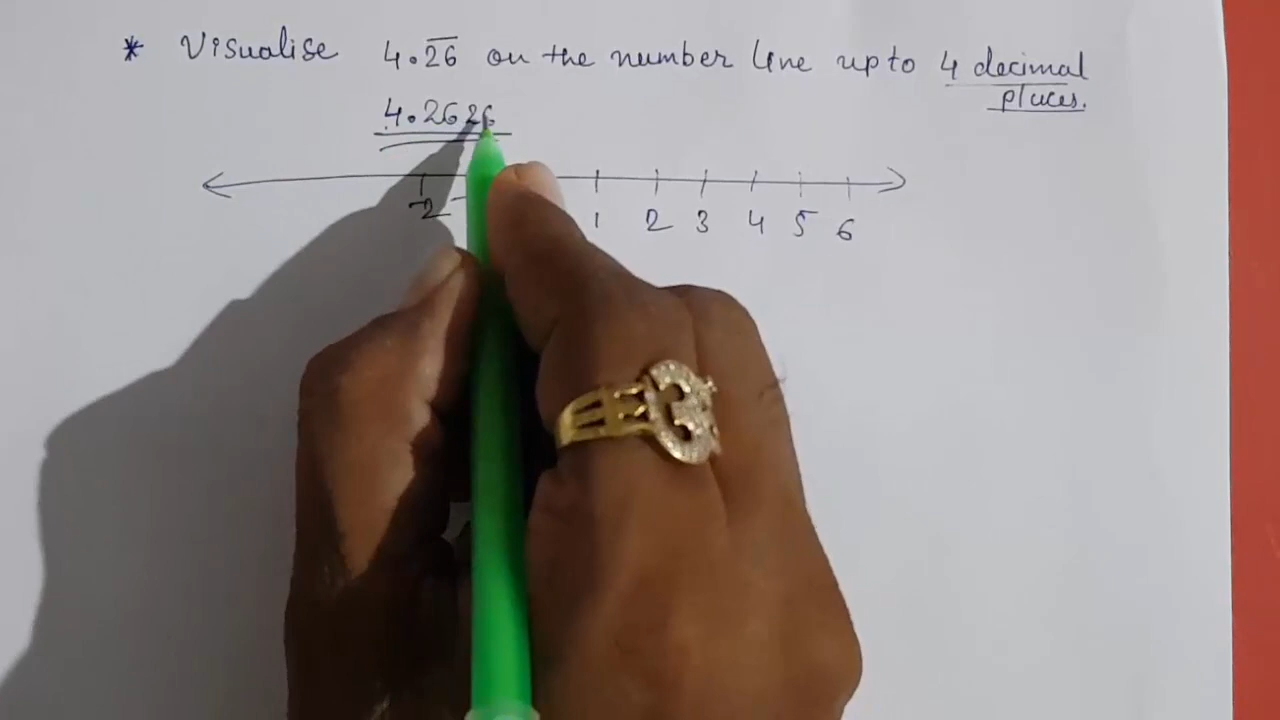 * Visualise 4.2̅6̅ on the number line upto 4 decimal
places.
4.2626
-2 1 2 3 4 5 6